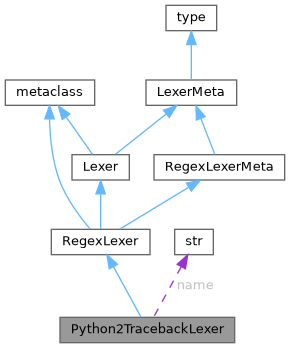 type
metaclass
LexerMeta
Lexer
RegexLexerMeta
RegexLexer
str
name
Python2TracebackLexer